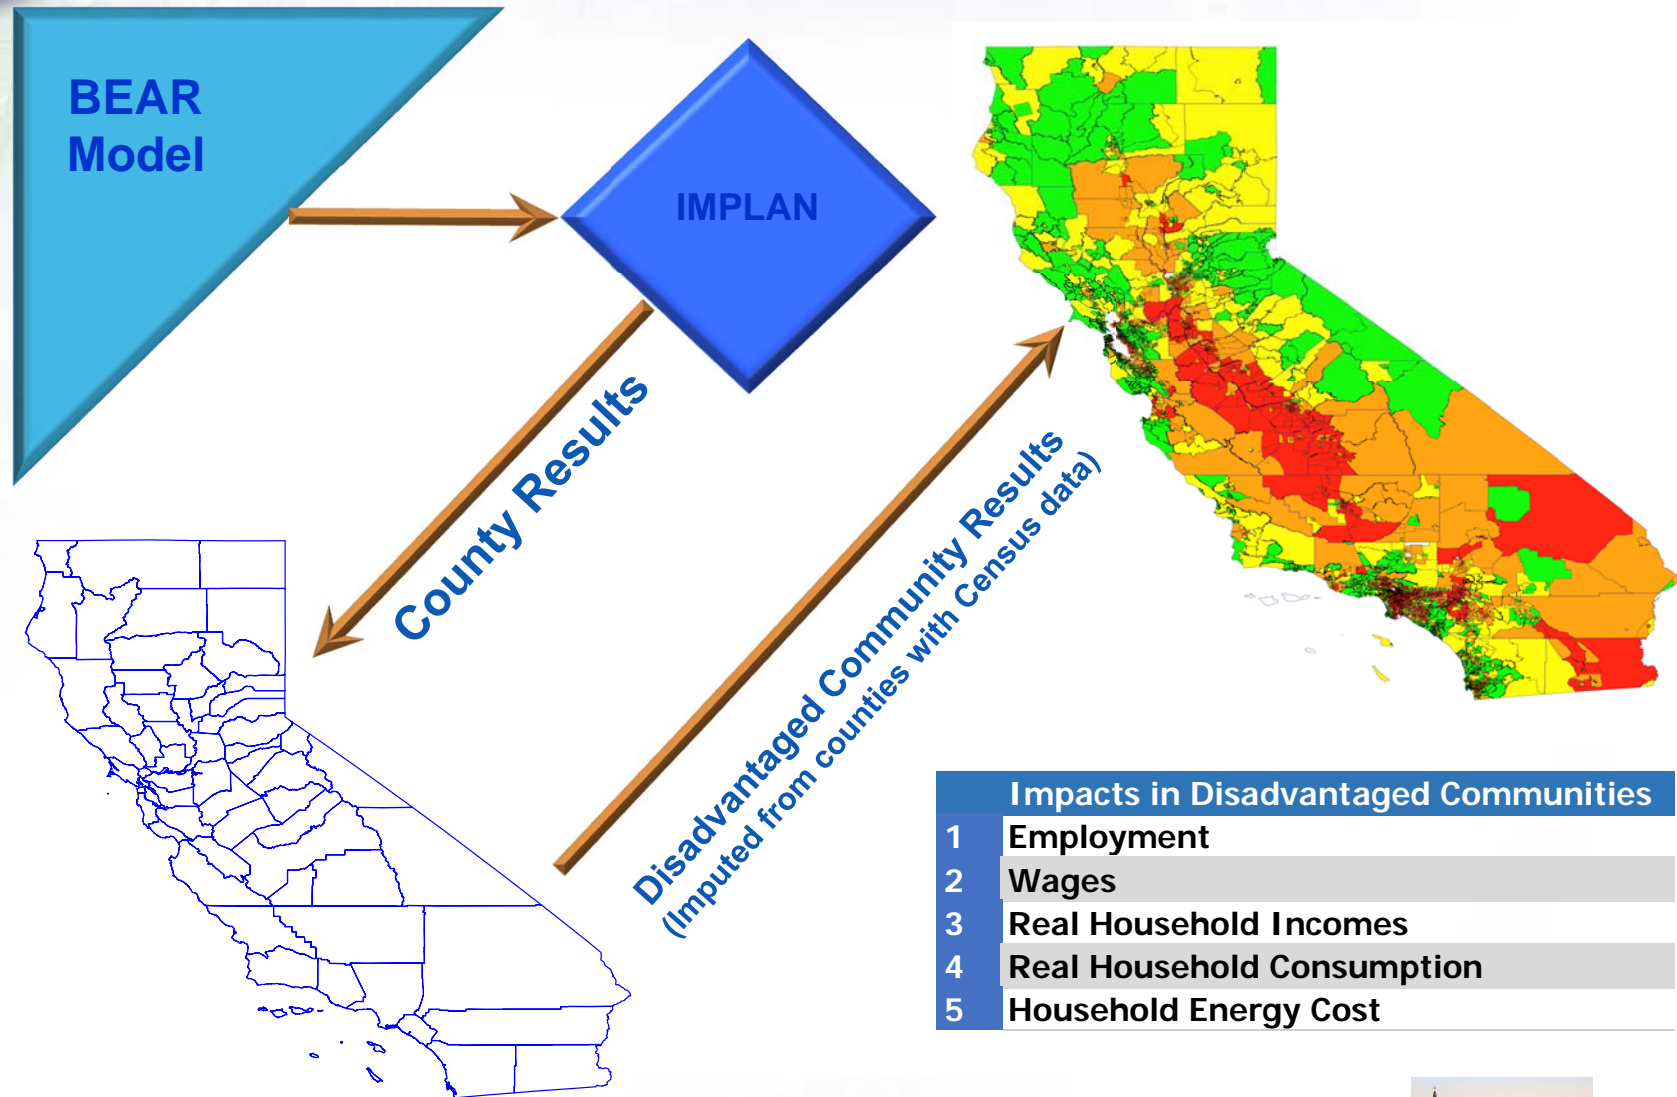 BEAR
Model
IMPLAN
County Results
Disadvantaged Community Results
(Imputed from counties with Census data)
Impacts in Disadvantaged Communities
1 Employment
2 Wages
3 Real Household Incomes
4 Real Household Consumption
5 Household Energy Cost